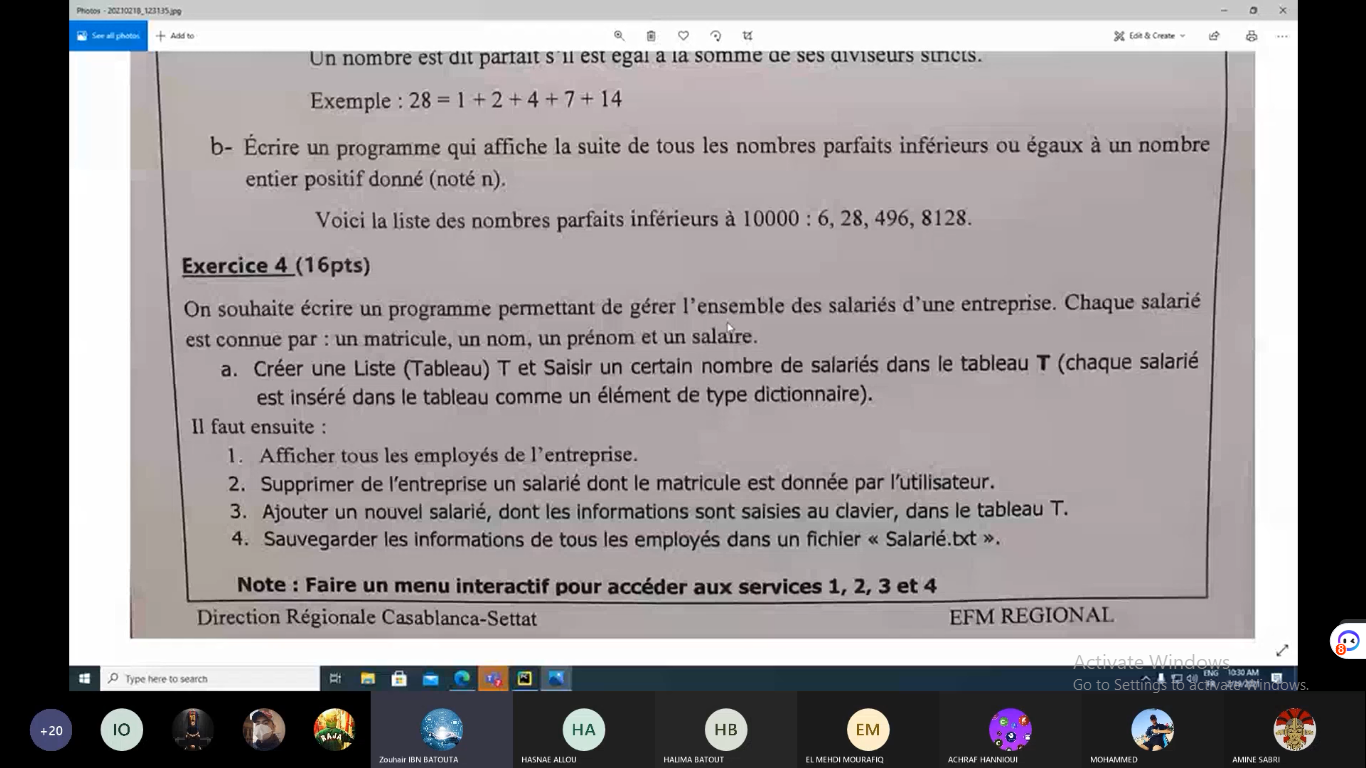 Photos - 20210218_123135.jpg
See all photos
Add to
Edit & Create
Un nombre est dit parfait s'il est égal à la somme de ses diviseurs stricts.
Exemple : 28 = 1 + 2 + 4 + 7 + 14
b- Écrire un programme qui affiche la suite de tous les nombres parfaits inférieurs ou égaux à un nombre
entier positif donné (noté n).
Voici la liste des nombres parfaits inférieurs à 10000 : 6, 28, 496, 8128.
Exercice 4 (16pts)
On souhaite écrire un programme permettant de gérer l'ensemble des salariés d'une entreprise. Chaque salarié
est connue par : un matricule, un nom, un prénom et un salaire.
a. Créer une Liste (Tableau) T et Saisir un certain nombre de salariés dans le tableau T (chaque salarié
est inséré dans le tableau comme un élément de type dictionnaire).
Il faut ensuite :
1. Afficher tous les employés de l'entreprise.
2. Supprimer de l'entreprise un salarié dont le matricule est donnée par l'utilisateur.
3. Ajouter un nouvel salarié, dont les informations sont saisies au clavier, dans le tableau T.
4. Sauvegarder les informations de tous les employés dans un fichier « Salarié.txt ».
Note : Faire un menu interactif pour accéder aux services 1, 2, 3 et 4
Direction Régionale Casablanca-Settat
EFM REGIONAL
Activate Windows
Go to Settings to activate Windows.
Type here to search
ENG
10:30 AM
8
+20
IO
RAJA
Zouhair IBN BATOUTA
HA
HASNAE ALLOU
HB
HALIMA BATOUT
EM
EL MEHDI MOURAFIQ
ACHRAF HANNIOUI
MOHAMMED
AMINE SABRI